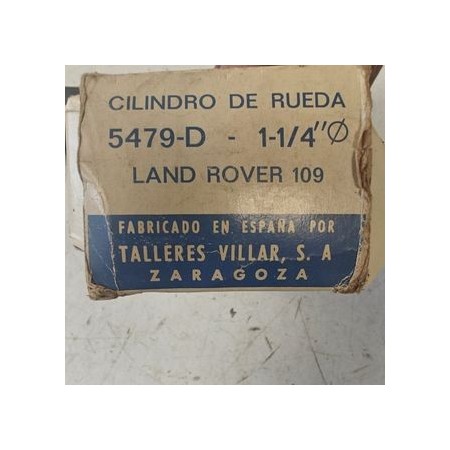 CILINDRO DE RUEDA
5479-D - 1-1/4"Ø
LAND ROVER 109
FABRICADO EN ESPAÑA POR
TALLERES VILLAR, S. A
ZARAGOZA